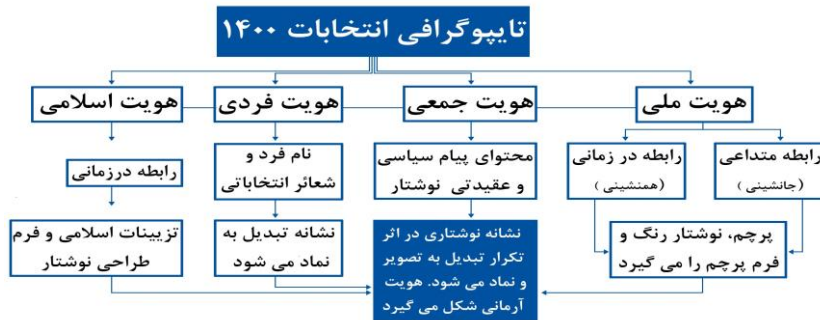 تایپوگرافی انتخابات ۱۴۰۰
هویت ملی
هویت جمعی
هویت فردی
هویت اسلامی
رابطه متداعی
(جانشینی)
رابطه در زمانی
(همنشینی)
محتوای پیام سیاسی
و عقیدتی نوشتار
نام فرد و
شعائر انتخاباتی
رابطه درزمانی
پرچم، نوشتار رنگ و
فرم پرچم را می گیرد
نشانه نوشتاری در اثر
تکرار تبدیل به تصویر
و نماد می شود. هویت
آرمانی شکل می گیرد
نشانه تبدیل به
نماد می شود
تزیینات اسلامی و فرم
طراحی نوشتار